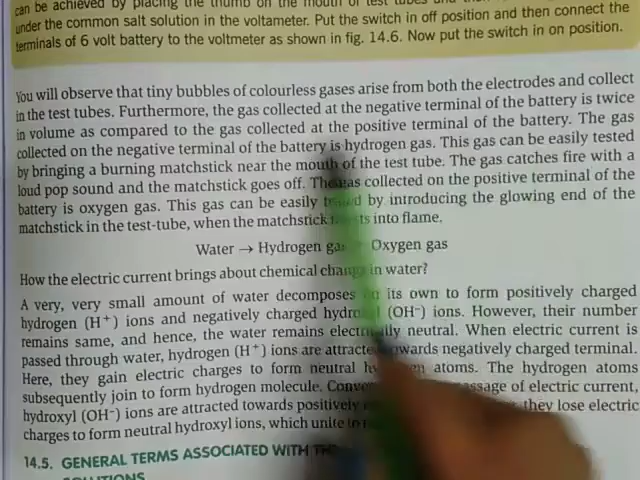 can be achieved by placing the thumb on the mouth of test tubes and
under the common salt solution in the voltameter. Put the switch in off position and then connect the
terminals of 6 volt battery to the voltmeter as shown in fig. 14.6. Now put the switch in on position.
You will observe that tiny bubbles of colourless gases arise from both the electrodes and collect
in the test tubes. Furthermore, the gas collected at the negative terminal of the battery is twice
in volume as compared to the gas collected at the positive terminal of the battery. The gas
collected on the negative terminal of the battery is hydrogen gas. This gas can be easily tested
by bringing a burning matchstick near the mouth of the test tube. The gas catches fire with a
loud pop sound and the matchstick goes off. The gas collected on the positive terminal of the
battery is oxygen gas. This gas can be easily by introducing the glowing end of the
matchstick in the test-tube, when the matchstick into flame.
Water → Hydrogen Oxygen gas
How the electric current brings about chemical change in water?
A very, very small amount of water decomposes its own to form positively charged
hydrogen (H⁺) ions and negatively charged (OH⁻) ions. However, their number
remains same, and hence, the water remains electrically neutral. When electric current is
passed through water, hydrogen (H⁺) ions are attracted towards negatively charged terminal.
Here, they gain electric charges to form neutral atoms. The hydrogen atoms
subsequently join to form hydrogen molecule. of electric current,
hydroxyl (OH⁻) ions are attracted towards positively they lose electric
charges to form neutral hydroxyl ions, which unite
14.5. GENERAL TERMS ASSOCIATED WITH